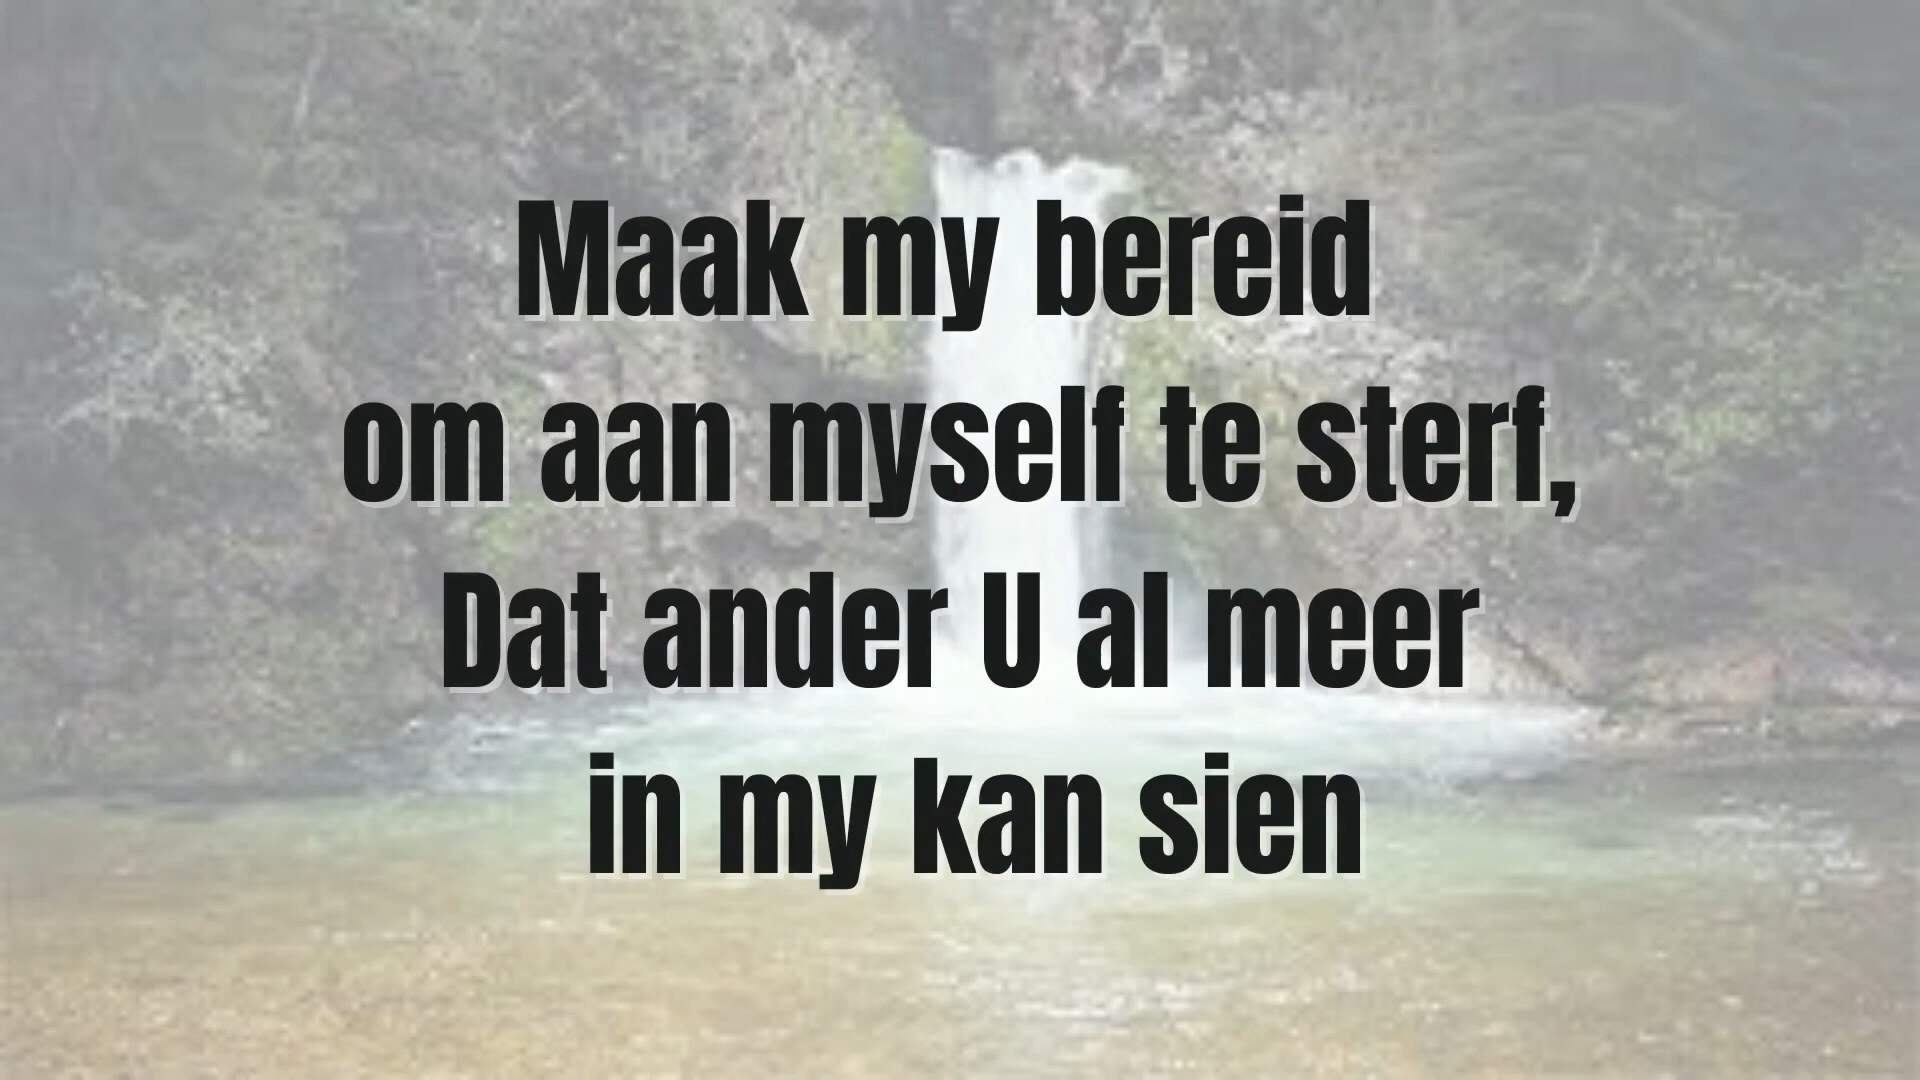 Maak my bereid
om aan myself te sterf,
Dat ander U al meer
in my kan sien